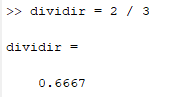 >> dividir = 2 / 3
dividir =
0.6667